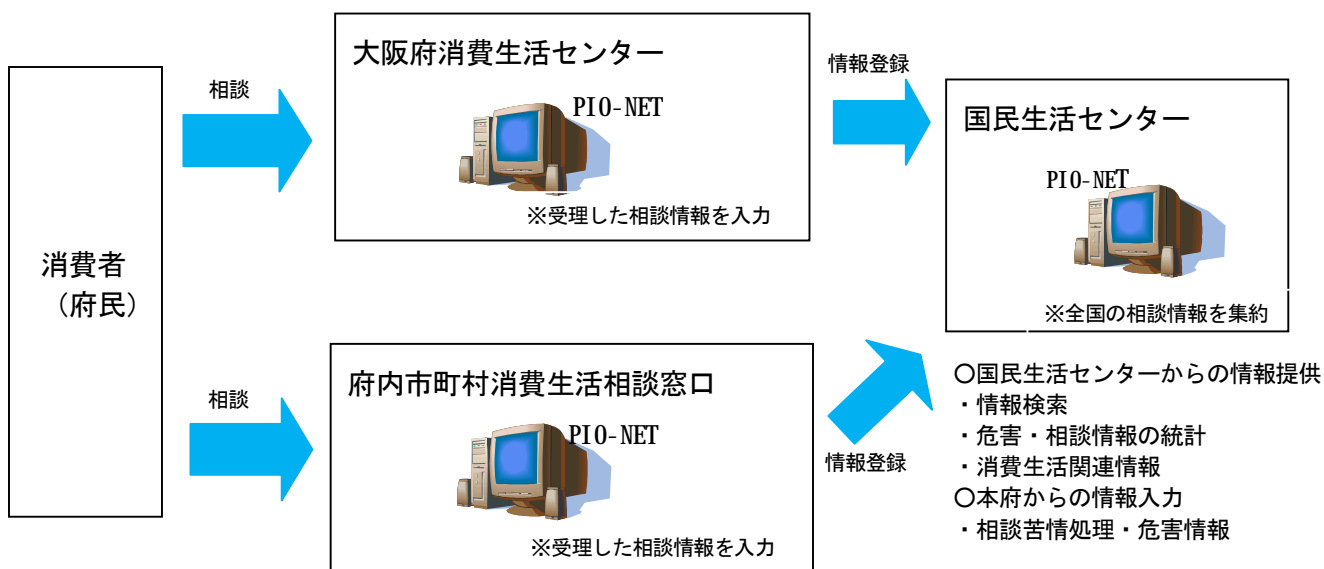 消費者
（府民）
相談
大阪府消費生活センター
PIO-NET
※受理した相談情報を入力
情報登録
国民生活センター
PIO-NET
※全国の相談情報を集約
相談
府内市町村消費生活相談窓口
PIO-NET
※受理した相談情報を入力
情報登録
〇国民生活センターからの情報提供
・情報検索
・危害・相談情報の統計
・消費生活関連情報
〇本府からの情報入力
・相談苦情処理・危害情報